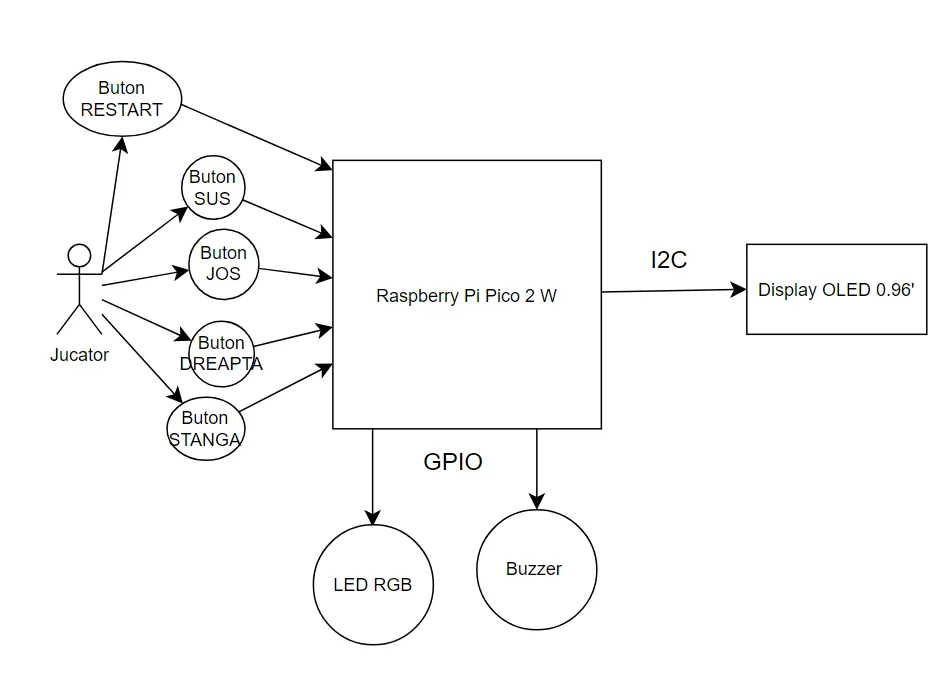 Buton
RESTART
Buton
SUS
Buton
JOS
Buton
DREAPTA
Buton
STANGA
Jucator
Raspberry Pi Pico 2 W
I2C
Display OLED 0.96'
GPIO
LED RGB
Buzzer